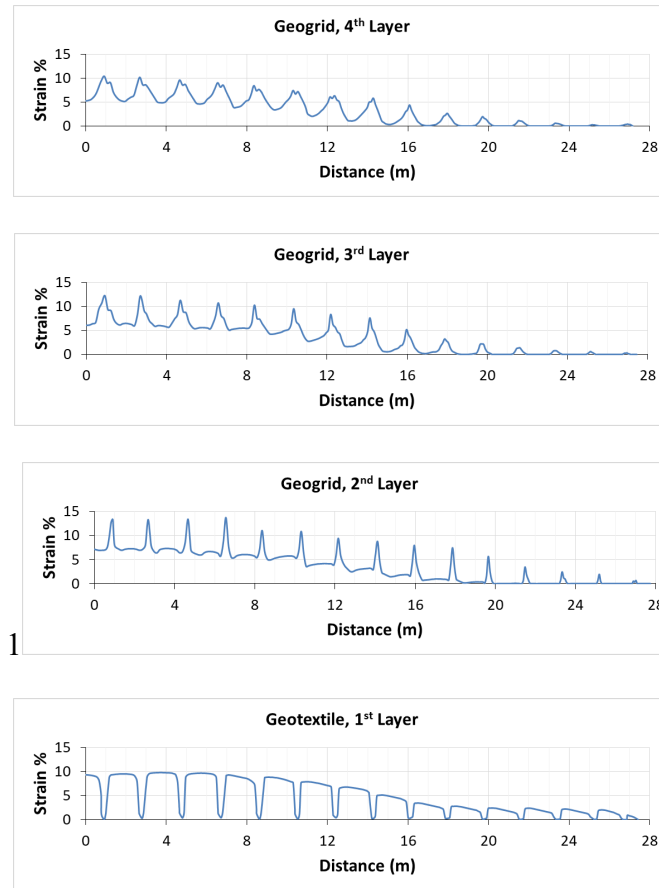 Geogrid, 4th Layer
15
10
5
0
Strain %
0 4 8 12 16 20 24 28
Distance (m)
Geogrid, 3rd Layer
15
10
5
0
Strain %
0 4 8 12 16 20 24 28
Distance (m)
Geogrid, 2nd Layer
15
10
5
0
Strain %
0 4 8 12 16 20 24 28
Distance (m)
1
Geotextile, 1st Layer
15
10
5
0
Strain %
0 4 8 12 16 20 24 28
Distance (m)